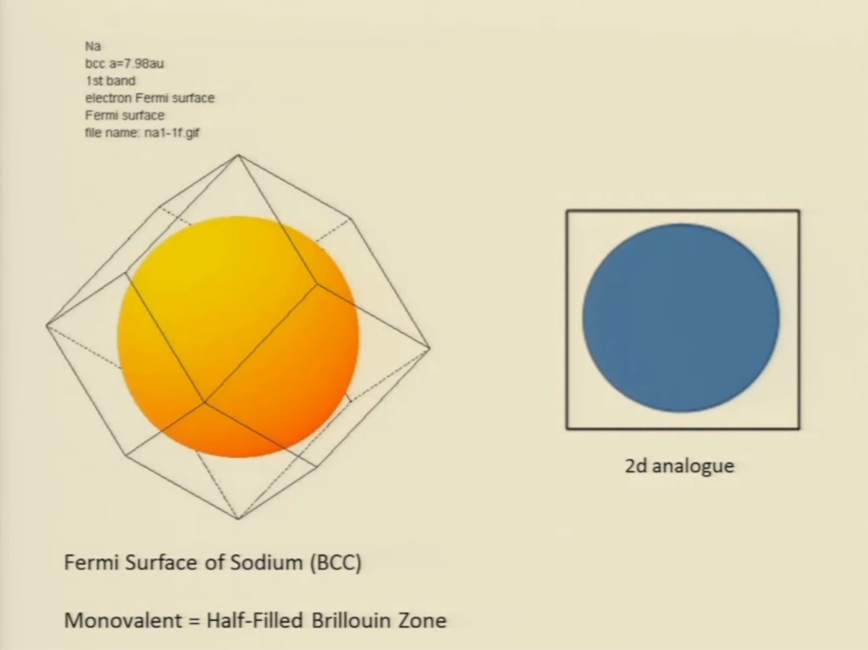 Na
bcc a=7.98au
1st band
electron Fermi surface
Fermi surface
file name: na1-1f.gif
2d analogue
Fermi Surface of Sodium (BCC)
Monovalent = Half-Filled Brillouin Zone